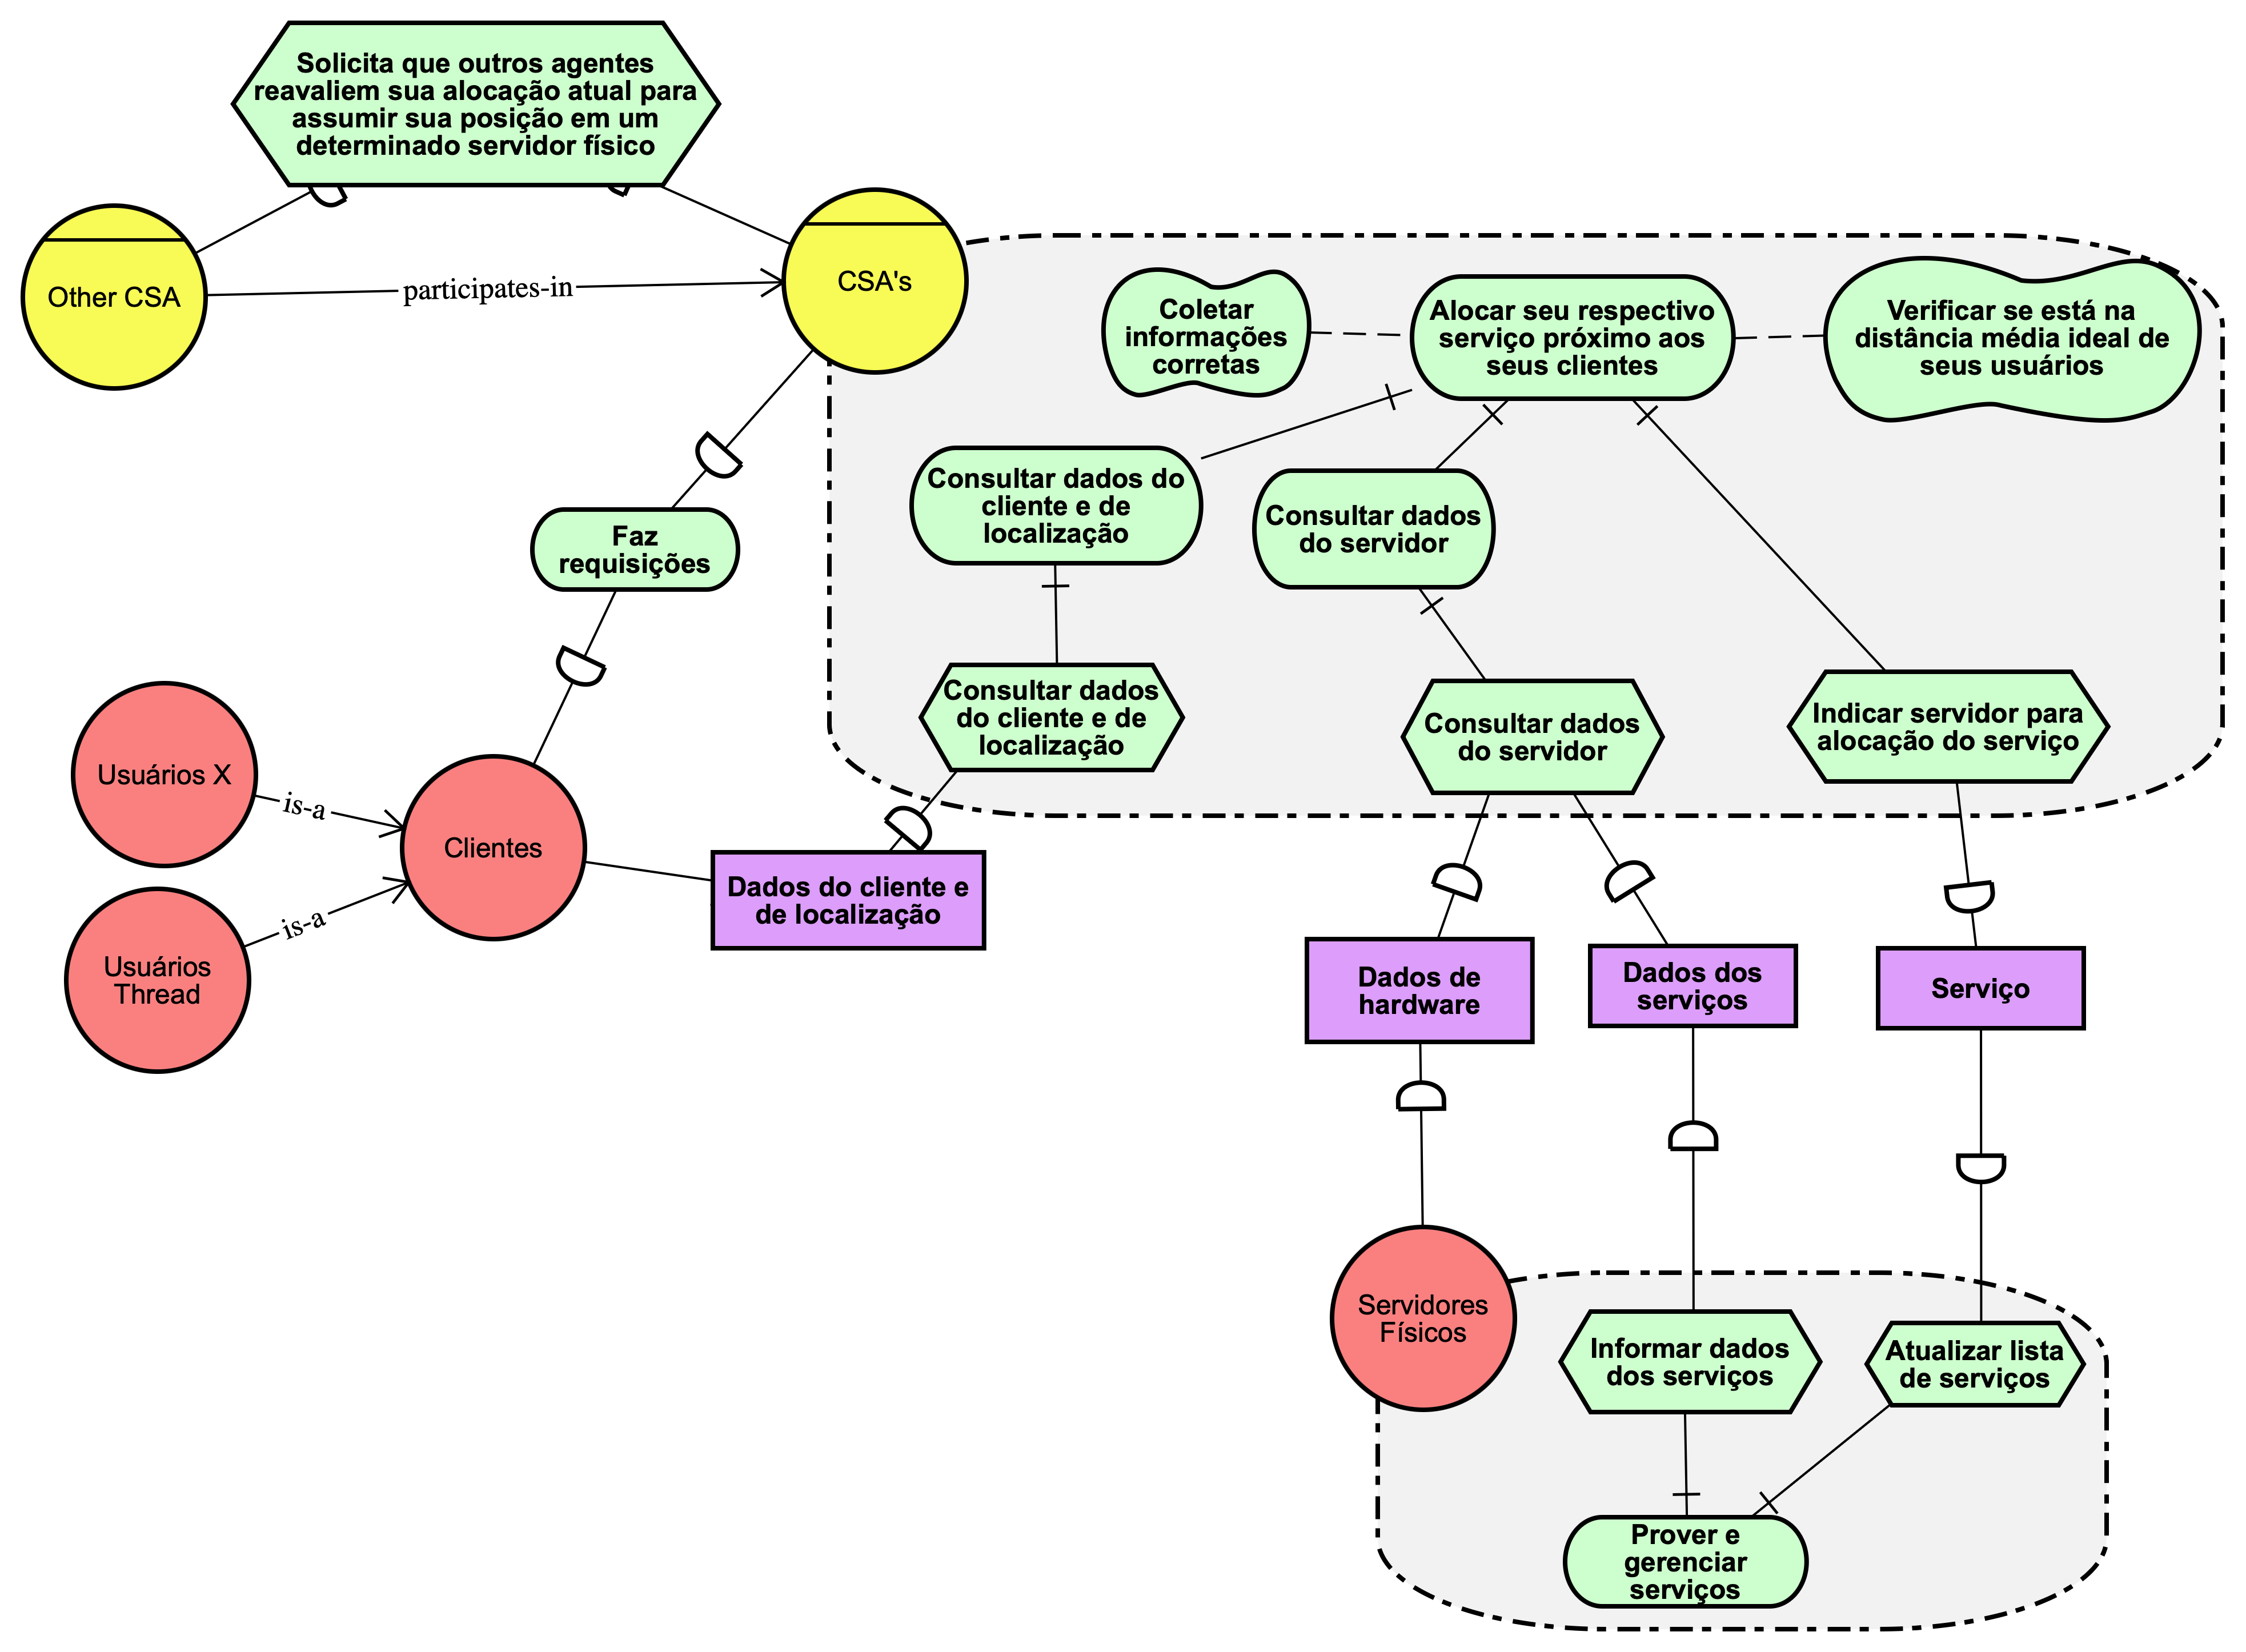 Solicita que outros agentes
reavaliem sua alocação atual para
assumir sua posição em um
determinado servidor físico
Other CSA
participates-in
CSA's
Coletar
informações
corretas
Alocar seu respectivo
serviço próximo aos
seus clientes
Verificar se está na
distância média ideal de
seus usuários
Consultar dados do
cliente e de
localização
Consultar dados
do servidor
Faz
requisições
Consultar dados
do cliente e de
localização
Consultar dados
do servidor
Indicar servidor para
alocação do serviço
Usuários X
is-a
Clientes
Usuários
Thread
is-a
Dados do cliente e
de localização
Dados de
hardware
Dados dos
serviços
Serviço
Servidores
Físicos
Informar dados
dos serviços
Atualizar lista
de serviços
Prover e
gerenciar
serviços